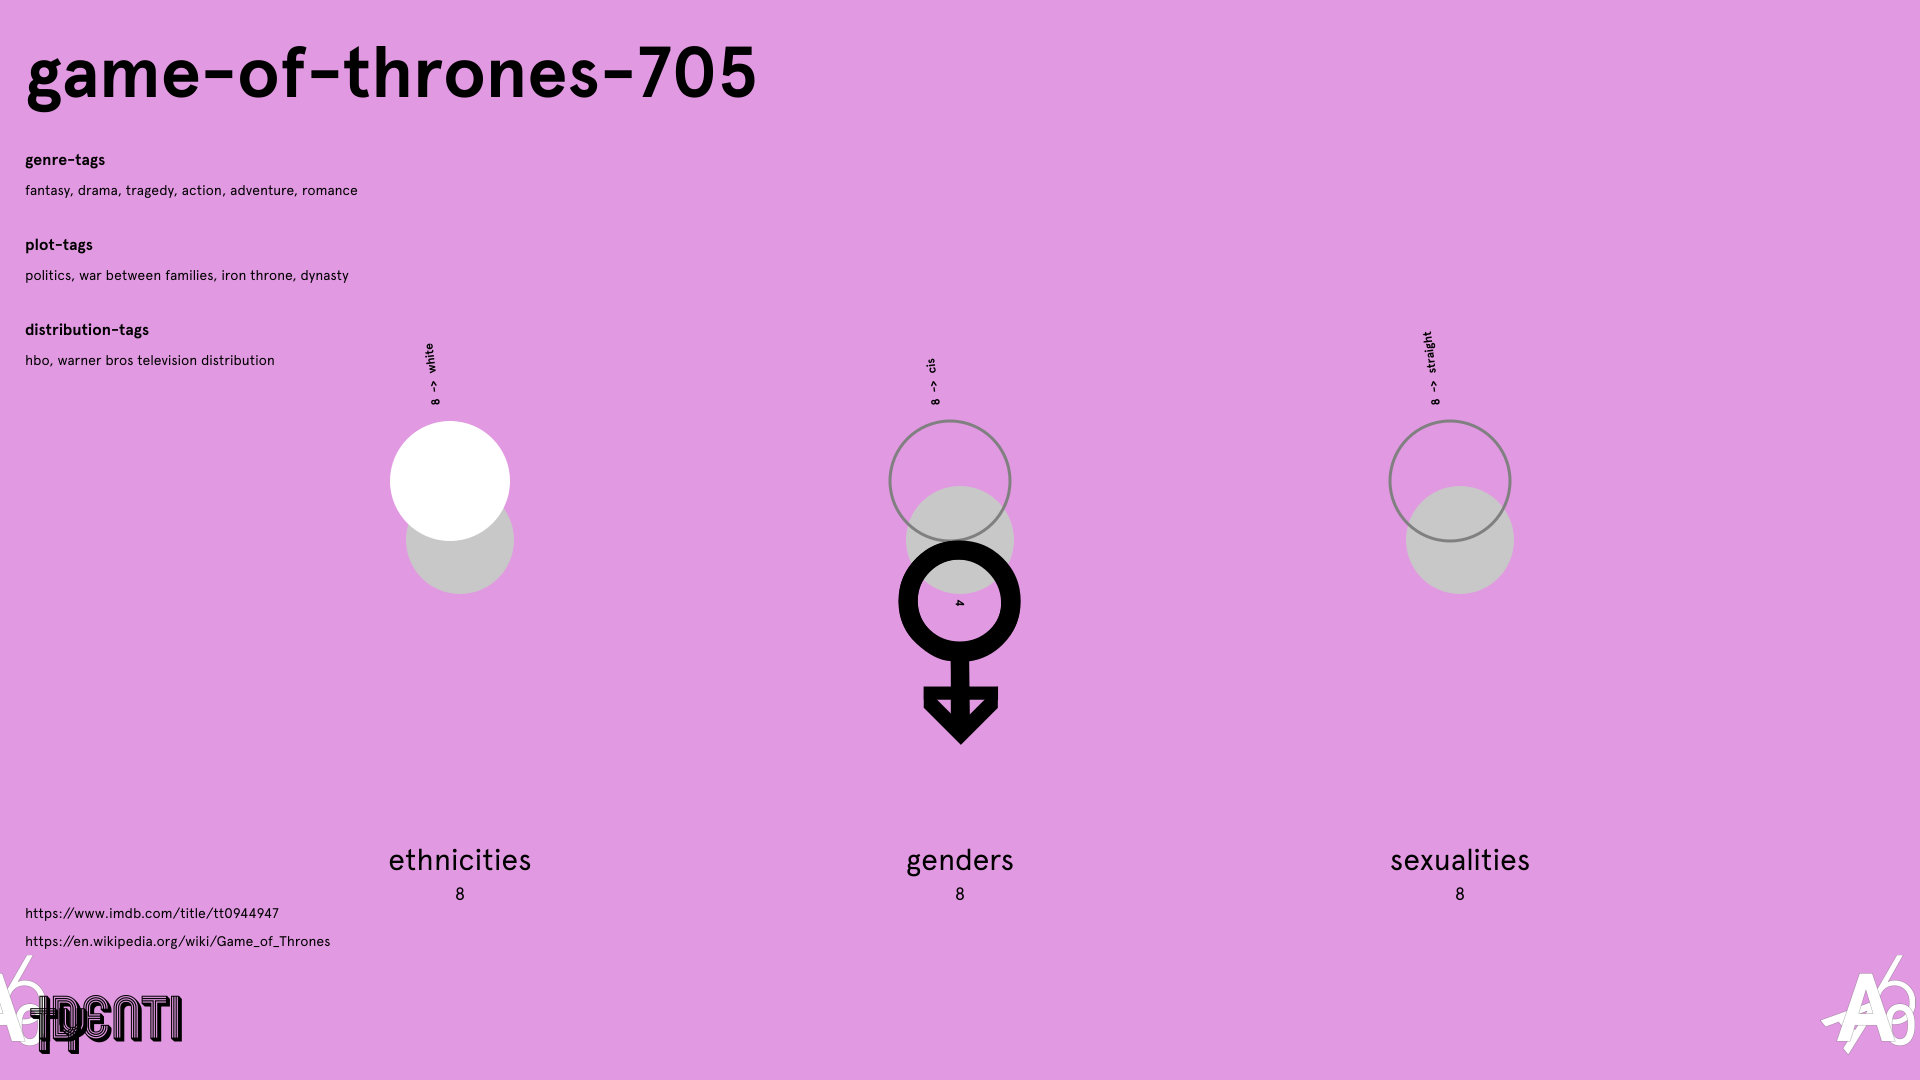 game-of-thrones-705
genre-tags
fantasy, drama, tragedy, action, adventure, romance
plot-tags
politics, war between families, iron throne, dynasty
distribution-tags
hbo, warner bros television distribution
8 -> white
8 -> cis
8 -> straight
4
ethnicities
8
genders
8
sexualities
8
https://www.imdb.com/title/tt0944947
https://en.wikipedia.org/wiki/Game_of_Thrones
IDENTI